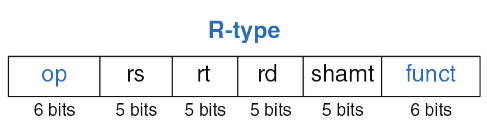 R-type
op rs rt rd shamt funct
6 bits 5 bits 5 bits 5 bits 5 bits 6 bits